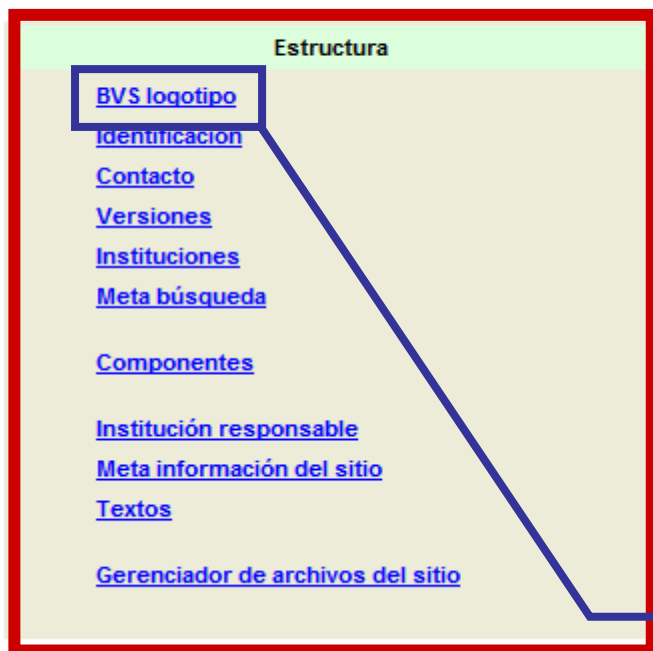 Estructura
BVS logotipo
Identificación
Contacto
Versiones
Instituciones
Meta búsqueda
Componentes
Institución responsable
Meta información del sitio
Textos
Gerenciador de archivos del sitio